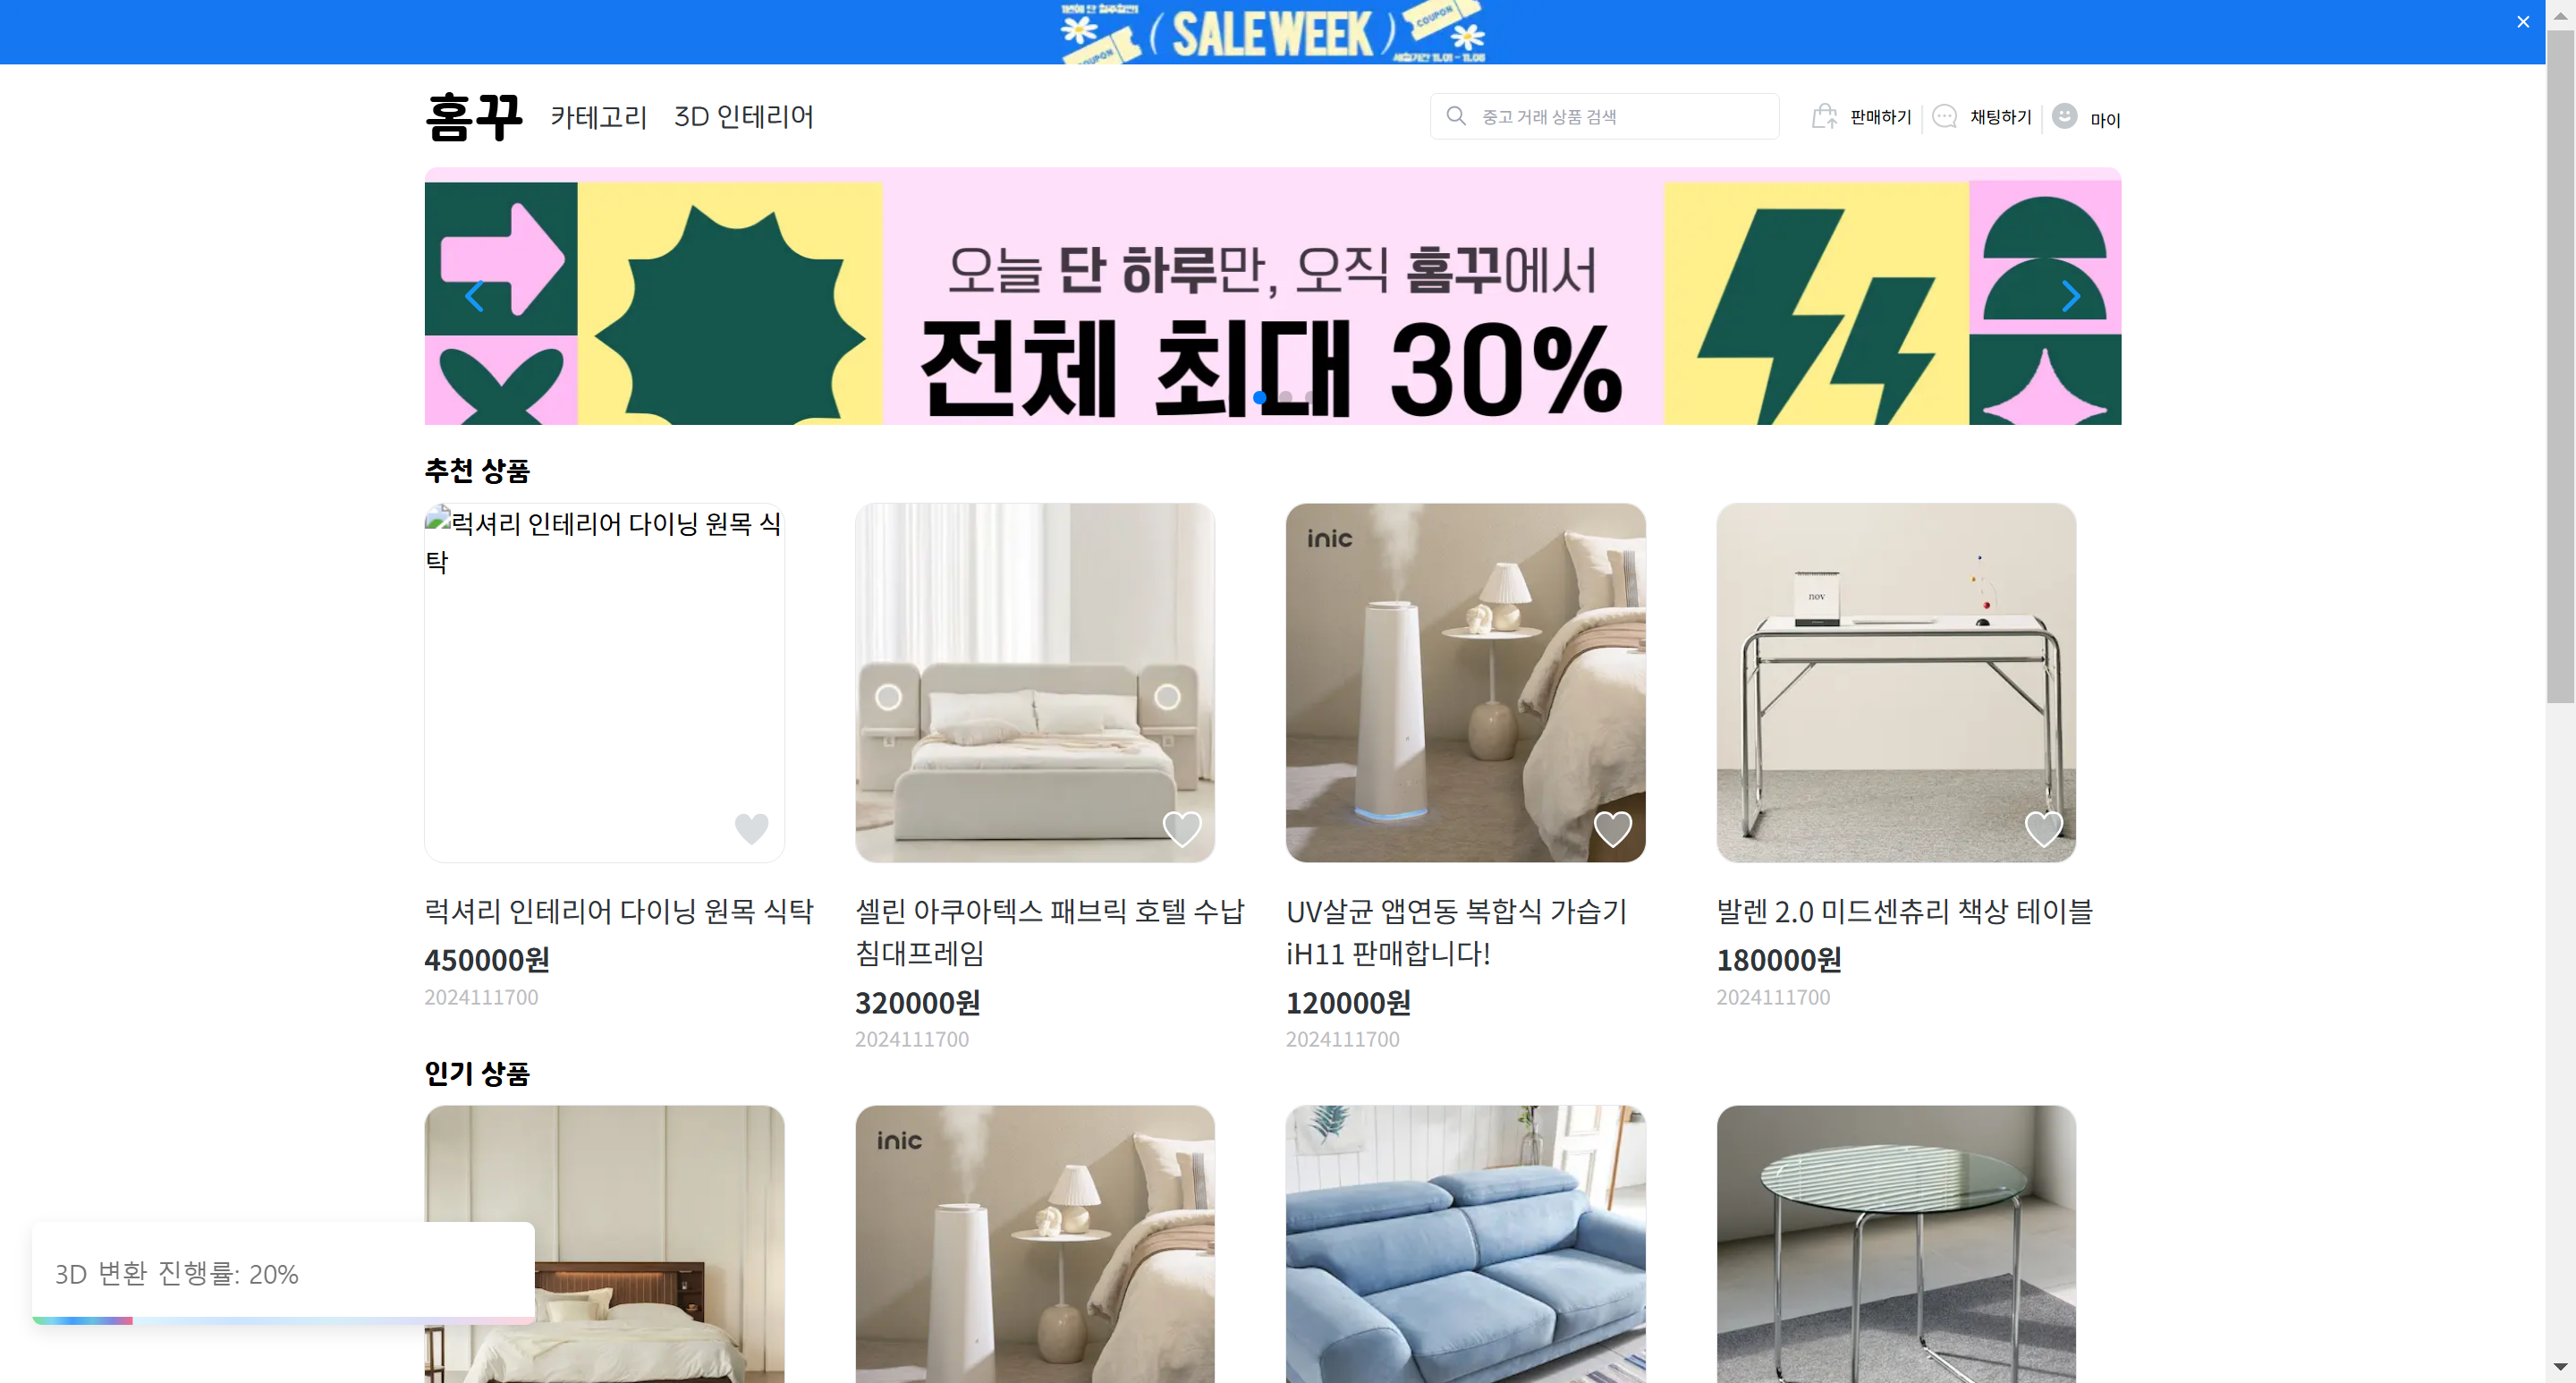 COUPON
( SALE WEEK )
COUPON
세일기간 11.01 - 11.08
홈꾸
카테고리
3D 인테리어
중고 거래 상품 검색
판매하기
채팅하기
마이
오늘 단 하루만, 오직 홈꾸에서
전체 최대 30%
추천 상품
럭셔리 인테리어 다이닝 원목 식
탁
inic
nov
럭셔리 인테리어 다이닝 원목 식탁
450000원
2024111700
셀린 아쿠아텍스 패브릭 호텔 수납
침대프레임
320000원
2024111700
UV살균 앱연동 복합식 가습기
iH11 판매합니다!
120000원
2024111700
발렌 2.0 미드센츄리 책상 테이블
180000원
2024111700
인기 상품
inic
3D 변환 진행률: 20%